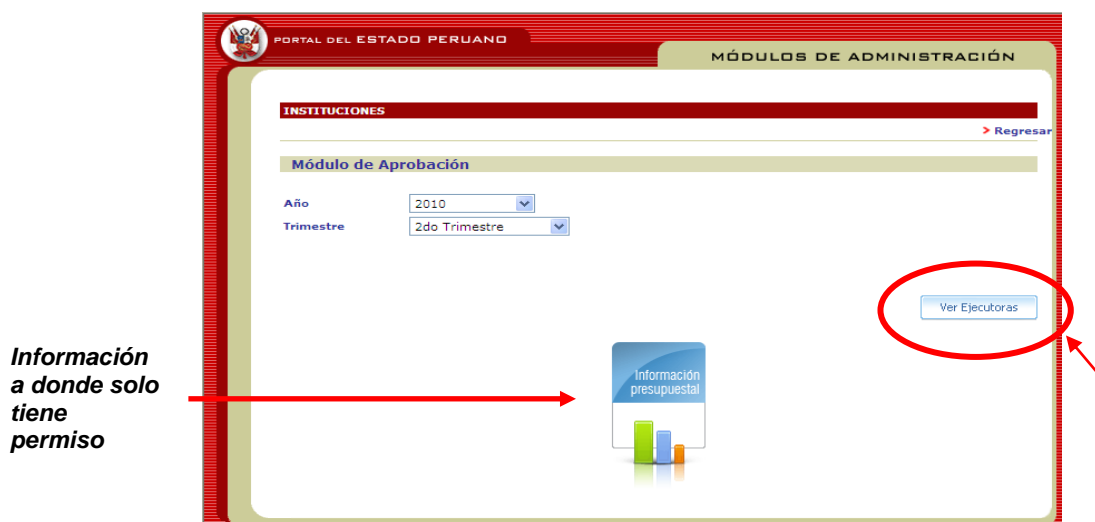 PORTAL DEL ESTADO PERUANO
MÓDULOS DE ADMINISTRACIÓN
INSTITUCIONES
> Regresar
Módulo de Aprobación
Año 2010
Trimestre 2do Trimestre
Ver Ejecutoras
Información
a donde solo
tiene
permiso
Información
presupuestal